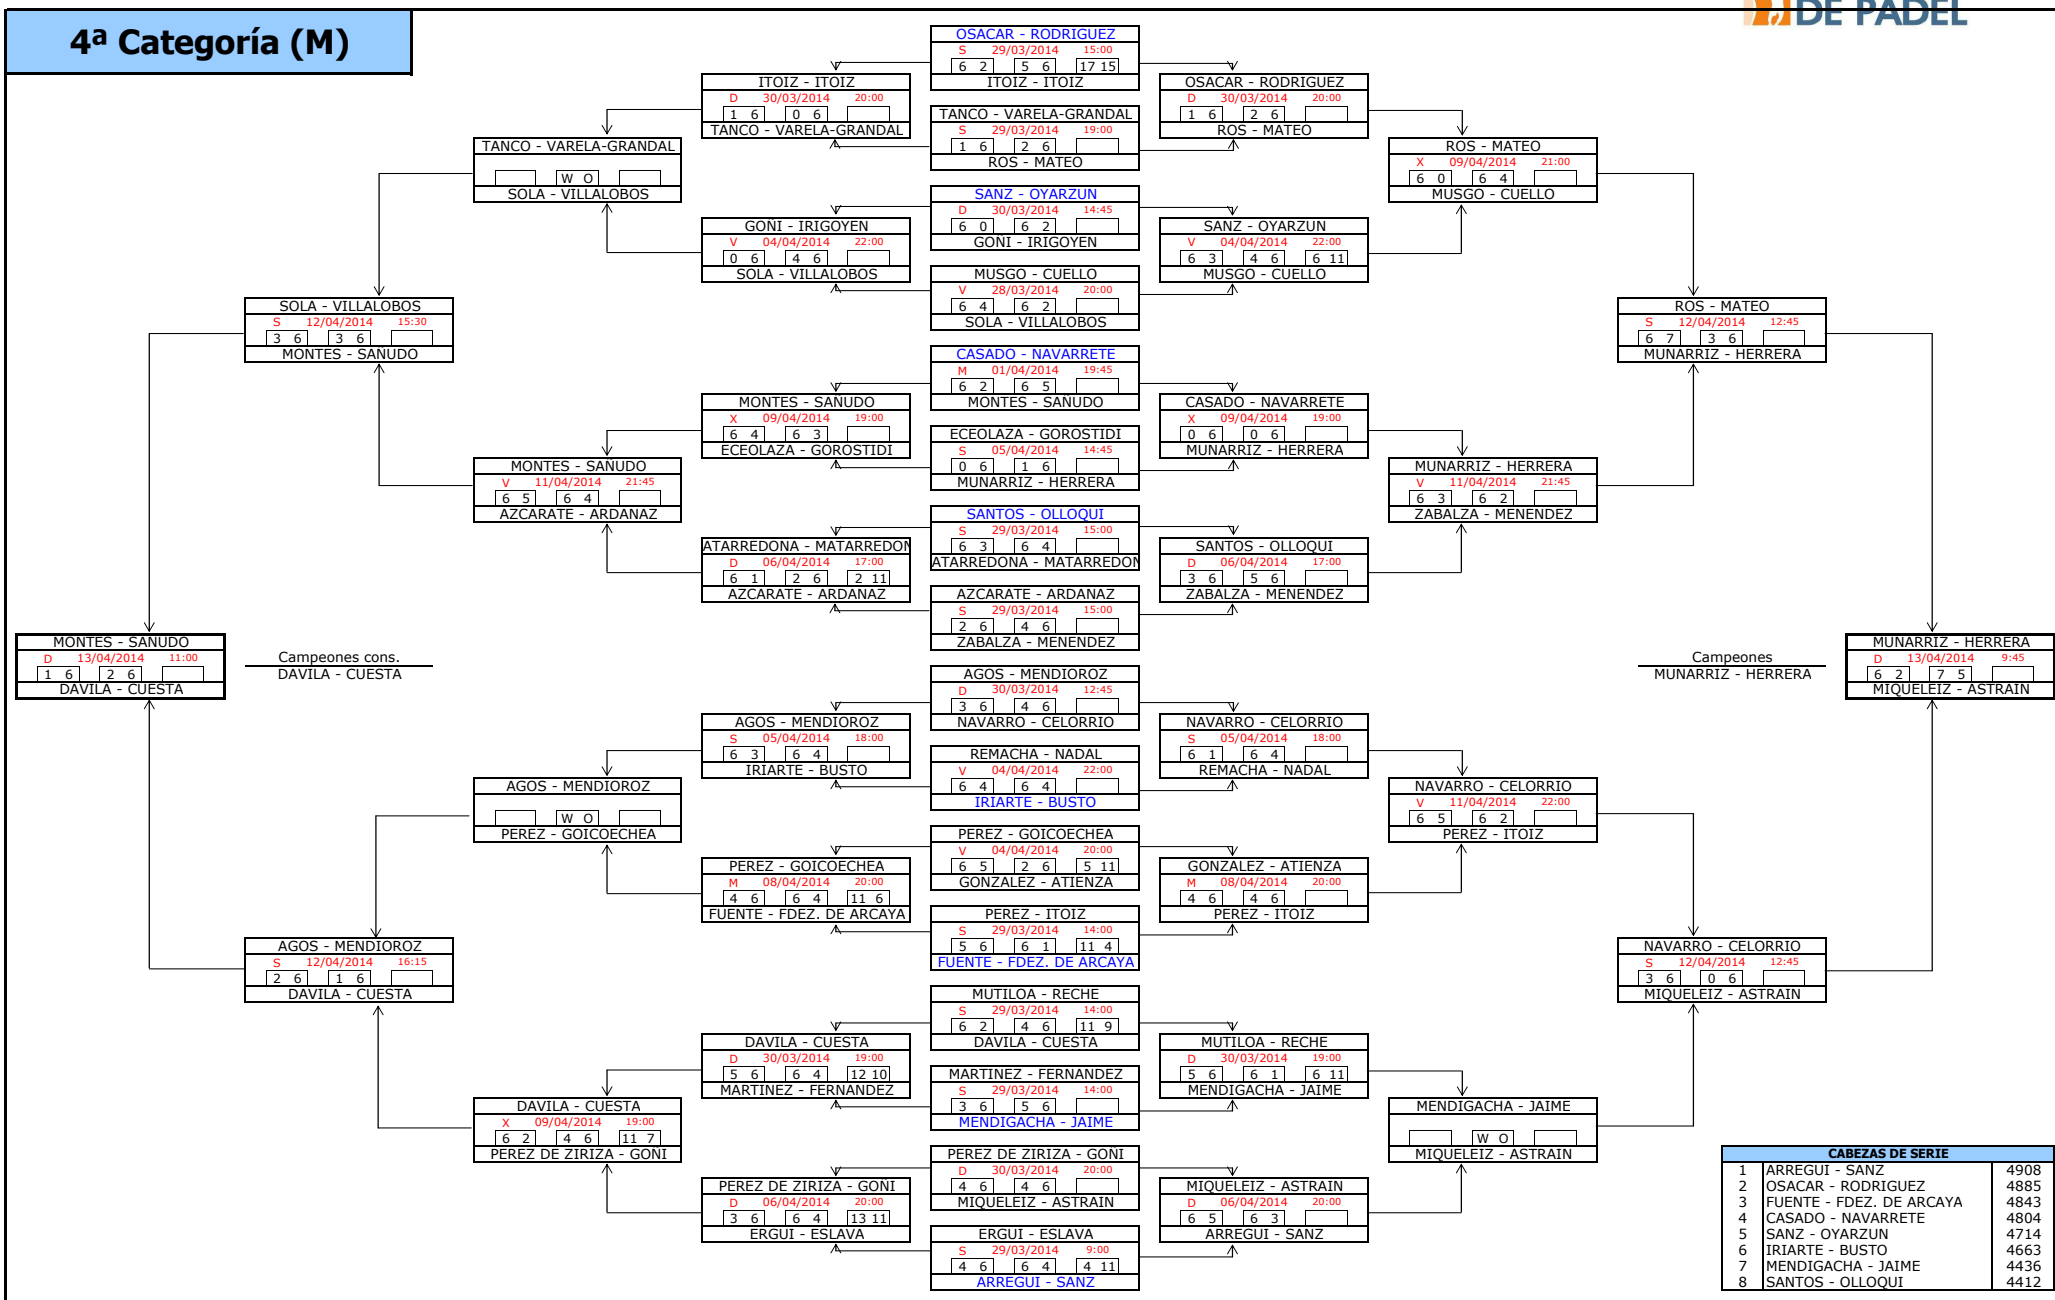 DE PADEL
4ª Categoría (M)
OSACAR - RODRIGUEZ
S 29/03/2014 15:00
6 2 5 6 17 15
ITOIZ - ITOIZ
TANCO - VARELA-GRANDAL
S 29/03/2014 19:00
1 6 2 6
ROS - MATEO
SANZ - OYARZUN
D 30/03/2014 14:45
6 0 6 2
GOÑI - IRIGOYEN
MUSGO - CUELLO
V 28/03/2014 20:00
6 4 6 2
SOLA - VILLALOBOS
CASADO - NAVARRETE
M 01/04/2014 19:45
6 2 6 5
MONTES - SAÑUDO
ECEOLAZA - GOROSTIDI
S 05/04/2014 14:45
0 6 1 6
MUNARRIZ - HERRERA
SANTOS - OLLOQUI
S 29/03/2014 15:00
6 3 6 4
ATARREDONA - MATARREDON
AZCARATE - ARDANAZ
S 29/03/2014 15:00
2 6 4 6
ZABALZA - MENENDEZ
AGOS - MENDIOROZ
D 30/03/2014 12:45
3 6 4 6
NAVARRO - CELORRIO
REMACHA - NADAL
V 04/04/2014 22:00
6 4 6 4
IRIARTE - BUSTO
PEREZ - GOICOECHEA
V 04/04/2014 20:00
6 5 2 6 5 11
GONZALEZ - ATIENZA
PEREZ - ITOIZ
S 29/03/2014 14:00
5 6 6 1 11 4
FUENTE - FDEZ. DE ARCAYA
MUTILOA - RECHE
S 29/03/2014 14:00
6 2 4 6 11 9
DAVILA - CUESTA
MARTINEZ - FERNANDEZ
S 29/03/2014 14:00
3 6 5 6
MENDIGACHA - JAIME
PEREZ DE ZIRIZA - GOÑI
D 30/03/2014 20:00
4 6 4 6
MIQUELEIZ - ASTRAIN
ERGUI - ESLAVA
S 29/03/2014 9:00
4 6 6 4 4 11
ARREGUI - SANZ
ITOIZ - ITOIZ
D 30/03/2014 20:00
1 6 0 6
TANCO - VARELA-GRANDAL
GOÑI - IRIGOYEN
V 04/04/2014 22:00
0 6 4 6
SOLA - VILLALOBOS
MONTES - SAÑUDO
X 09/04/2014 19:00
6 4 6 3
ECEOLAZA - GOROSTIDI
ATARREDONA - MATARREDON
D 06/04/2014 17:00
6 1 2 6 2 11
AZCARATE - ARDANAZ
AGOS - MENDIOROZ
S 05/04/2014 18:00
6 3 6 4
IRIARTE - BUSTO
PEREZ - GOICOECHEA
M 08/04/2014 20:00
4 6 6 4 11 6
FUENTE - FDEZ. DE ARCAYA
DAVILA - CUESTA
D 30/03/2014 19:00
5 6 6 4 12 10
MARTINEZ - FERNANDEZ
PEREZ DE ZIRIZA - GOÑI
D 06/04/2014 20:00
3 6 6 4 13 11
ERGUI - ESLAVA
TANCO - VARELA-GRANDAL
W O
SOLA - VILLALOBOS
MONTES - SAÑUDO
V 11/04/2014 21:45
6 5 6 4
AZCARATE - ARDANAZ
AGOS - MENDIOROZ
W O
PEREZ - GOICOECHEA
DAVILA - CUESTA
X 09/04/2014 19:00
6 2 4 6 11 7
PEREZ DE ZIRIZA - GOÑI
SOLA - VILLALOBOS
S 12/04/2014 15:30
3 6 3 6
MONTES - SAÑUDO
AGOS - MENDIOROZ
S 12/04/2014 16:15
2 6 1 6
DAVILA - CUESTA
MONTES - SAÑUDO
D 13/04/2014 11:00
1 6 2 6
DAVILA - CUESTA
Campeones cons.
DAVILA - CUESTA
OSACAR - RODRIGUEZ
D 30/03/2014 20:00
1 6 2 6
ROS - MATEO
SANZ - OYARZUN
V 04/04/2014 22:00
6 3 4 6 6 11
MUSGO - CUELLO
CASADO - NAVARRETE
X 09/04/2014 19:00
0 6 0 6
MUNARRIZ - HERRERA
SANTOS - OLLOQUI
D 06/04/2014 17:00
3 6 5 6
ZABALZA - MENENDEZ
NAVARRO - CELORRIO
S 05/04/2014 18:00
6 1 6 4
REMACHA - NADAL
GONZALEZ - ATIENZA
M 08/04/2014 20:00
4 6 4 6
PEREZ - ITOIZ
MUTILOA - RECHE
D 30/03/2014 19:00
5 6 6 1 6 11
MENDIGACHA - JAIME
MIQUELEIZ - ASTRAIN
D 06/04/2014 20:00
6 5 6 3
ARREGUI - SANZ
ROS - MATEO
X 09/04/2014 21:00
6 0 6 4
MUSGO - CUELLO
MUNARRIZ - HERRERA
V 11/04/2014 21:45
6 3 6 2
ZABALZA - MENENDEZ
NAVARRO - CELORRIO
V 11/04/2014 22:00
6 5 6 2
PEREZ - ITOIZ
MENDIGACHA - JAIME
W O
MIQUELEIZ - ASTRAIN
ROS - MATEO
S 12/04/2014 12:45
6 7 3 6
MUNARRIZ - HERRERA
NAVARRO - CELORRIO
S 12/04/2014 12:45
3 6 0 6
MIQUELEIZ - ASTRAIN
Campeones
MUNARRIZ - HERRERA
MUNARRIZ - HERRERA
D 13/04/2014 9:45
6 2 7 5
MIQUELEIZ - ASTRAIN
CABEZAS DE SERIE
1 ARREGUI - SANZ 4908
2 OSACAR - RODRIGUEZ 4885
3 FUENTE - FDEZ. DE ARCAYA 4843
4 CASADO - NAVARRETE 4804
5 SANZ - OYARZUN 4714
6 IRIARTE - BUSTO 4663
7 MENDIGACHA - JAIME 4436
8 SANTOS - OLLOQUI 4412